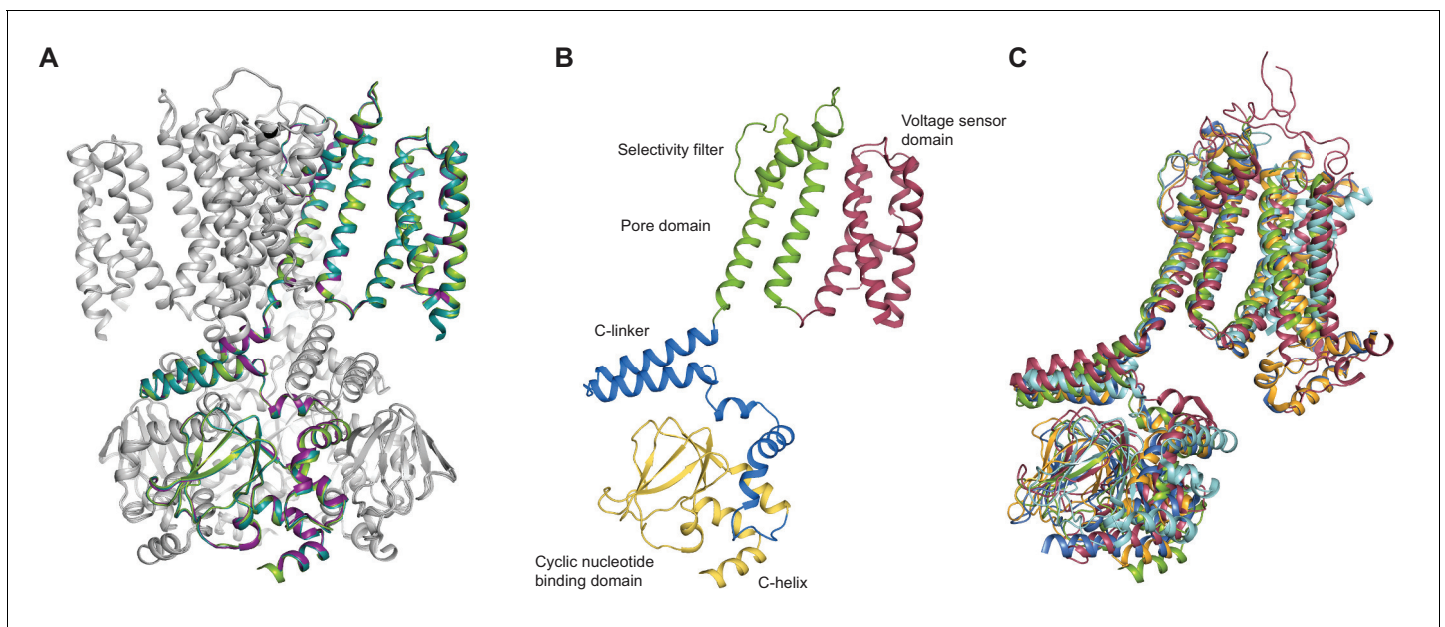 A
B
C
Selectivity filter
Voltage sensor
domain
Pore domain
C-linker
Cyclic nucleotide
binding domain
C-helix